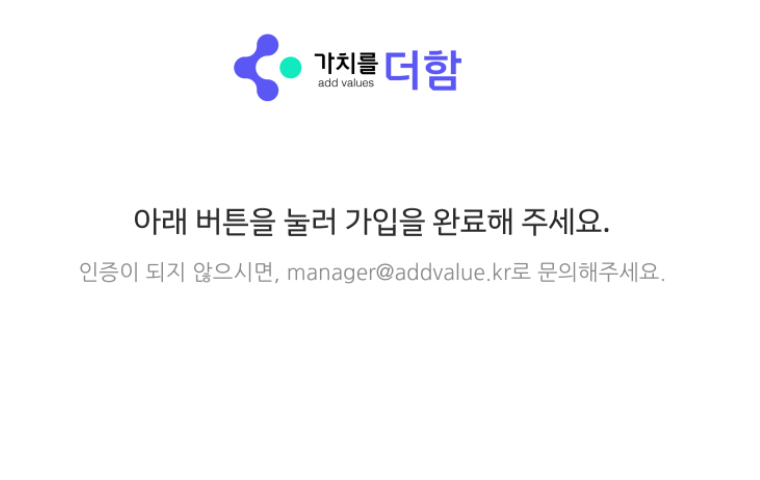 가치를 더함
add values
아래 버튼을 눌러 가입을 완료해 주세요.
인증이 되지 않으시면, manager@addvalue.kr로 문의해주세요.